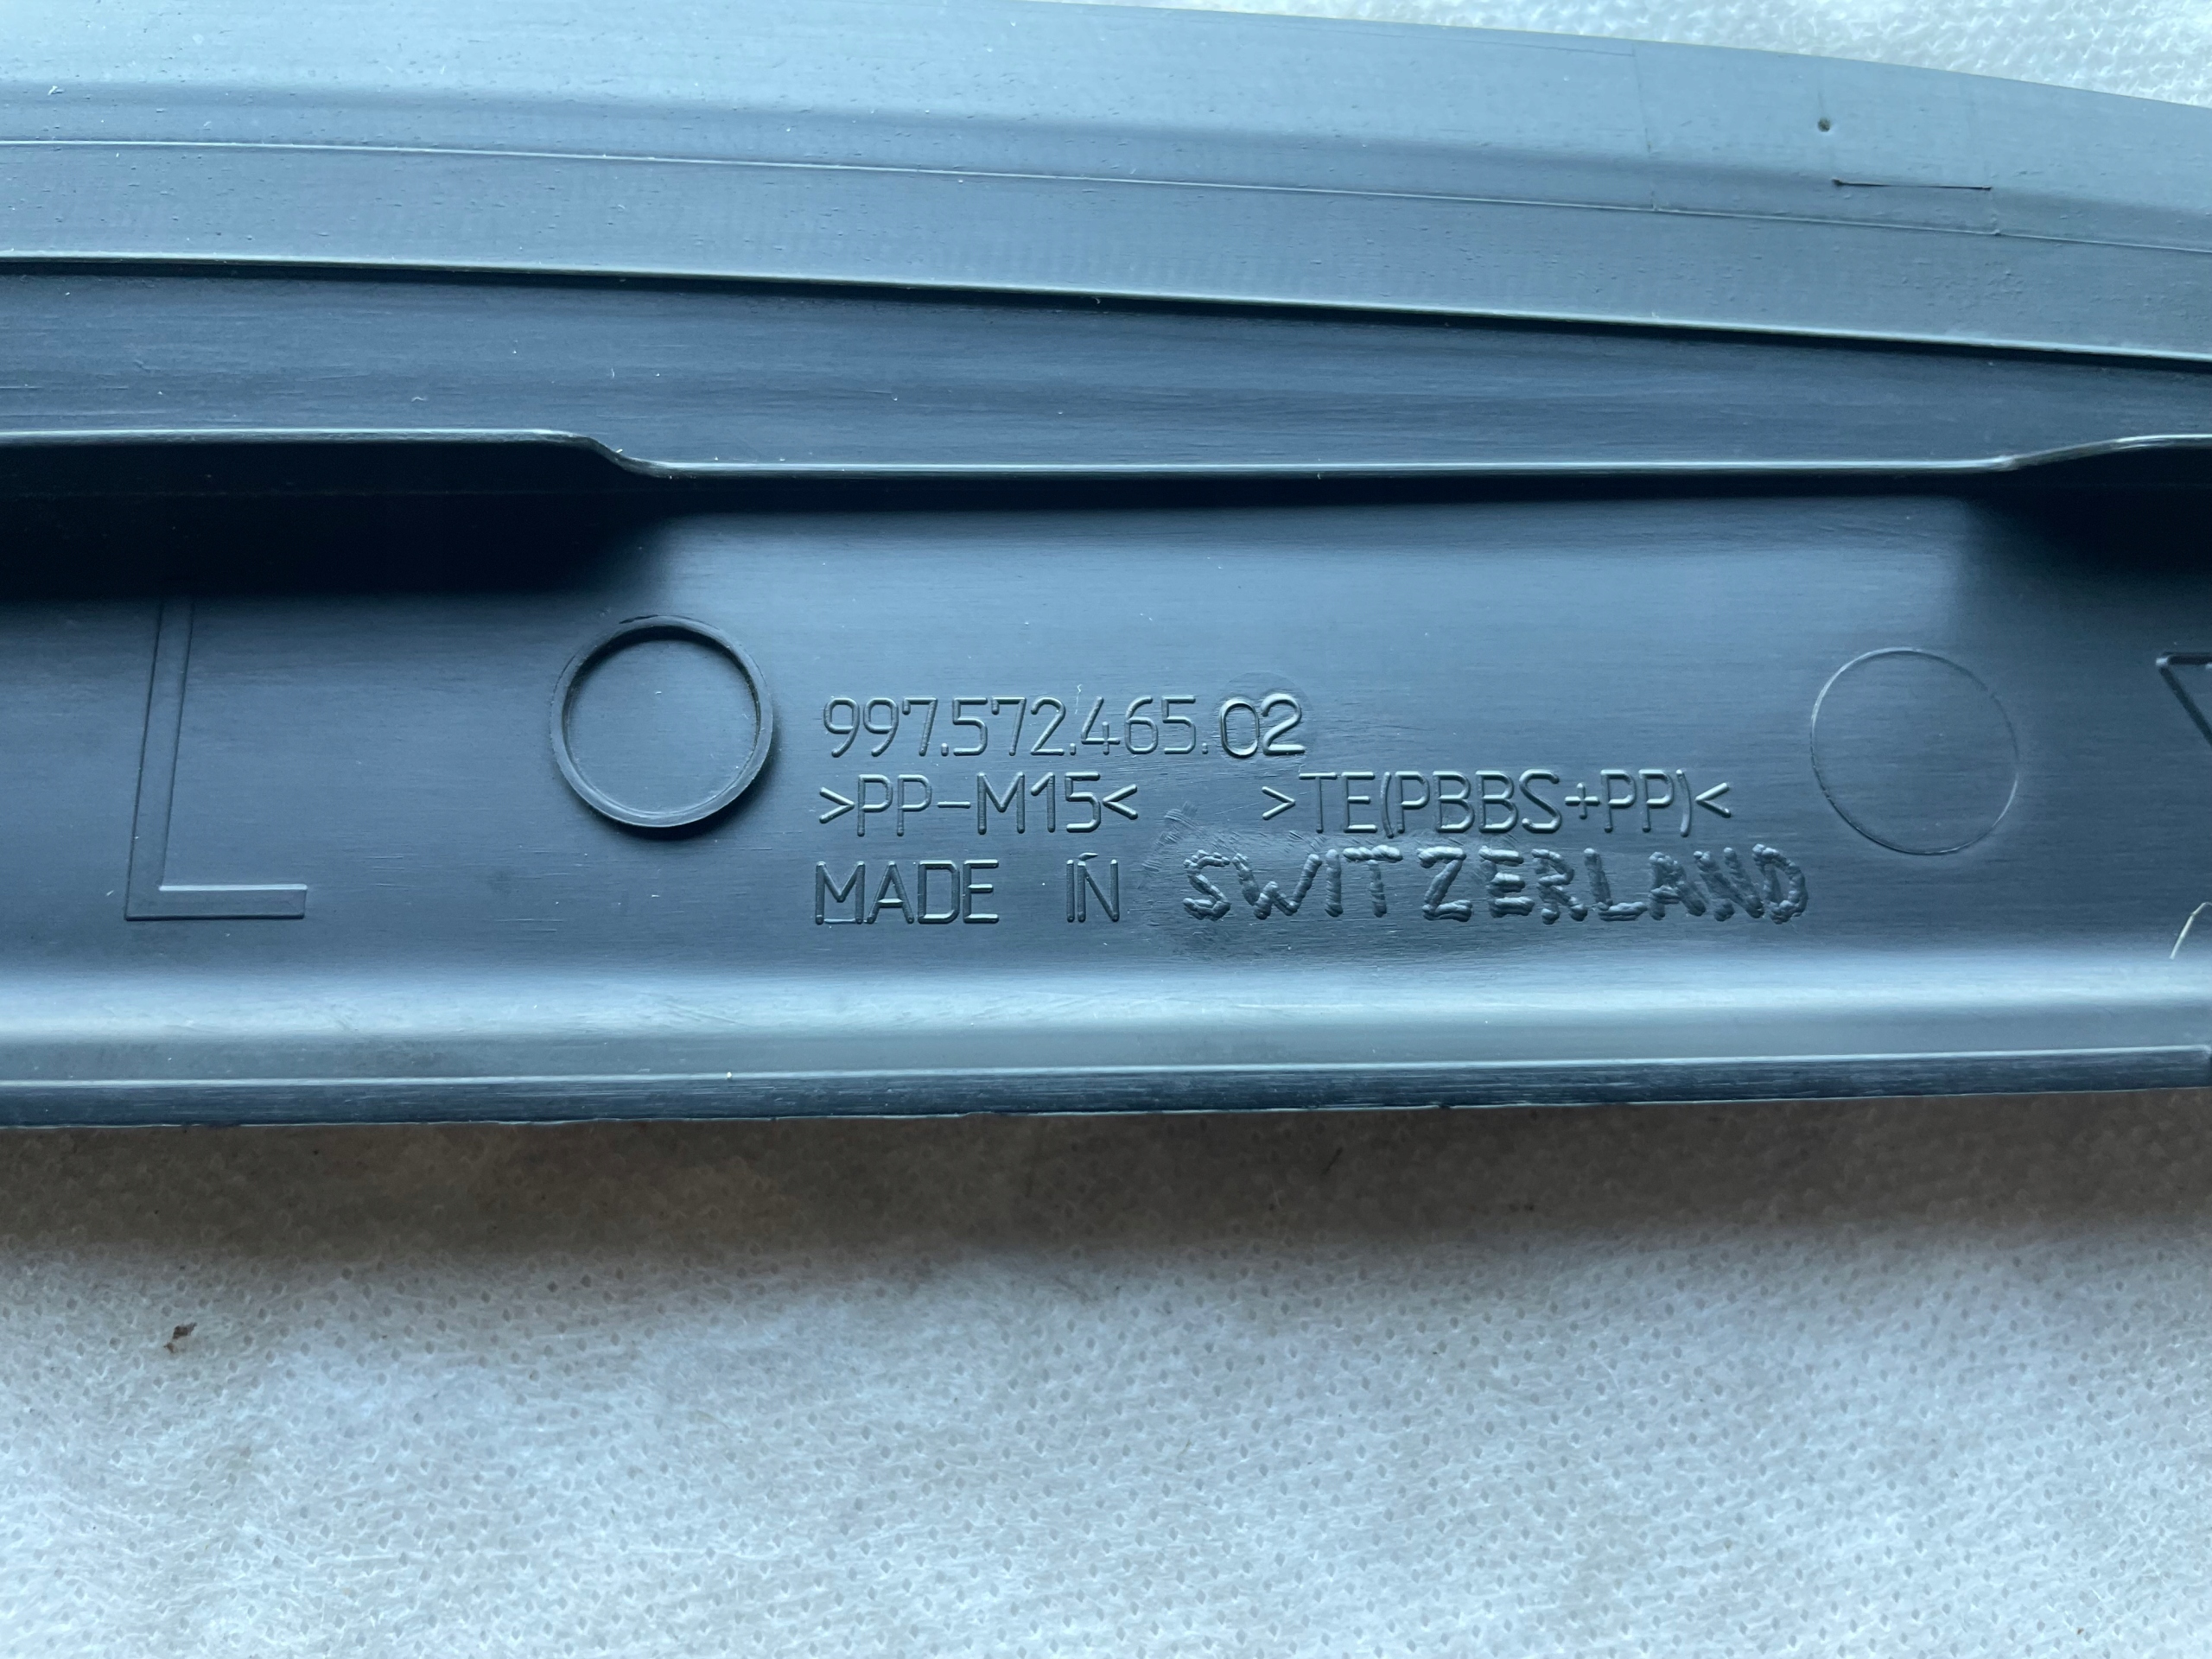 L
997.572.465.02
>PP-M15< >TE(PBBS+PP)<
MADE IN SWITZERLAND